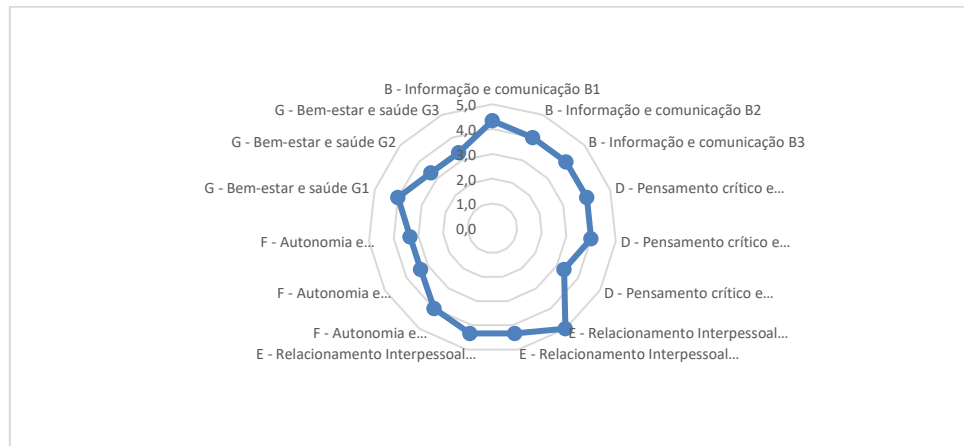 B - Informação e comunicação B1
B - Informação e comunicação B2
B - Informação e comunicação B3
D - Pensamento crítico e...
D - Pensamento crítico e...
D - Pensamento crítico e...
E - Relacionamento Interpessoal...
E - Relacionamento Interpessoal...
E - Relacionamento Interpessoal...
F - Autonomia e...
F - Autonomia e...
F - Autonomia e...
G - Bem-estar e saúde G1
G - Bem-estar e saúde G2
G - Bem-estar e saúde G3
5,0
4,0
3,0
2,0
1,0
0,0